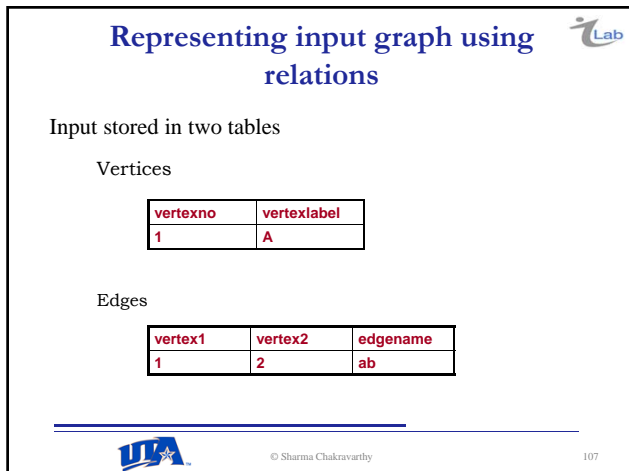 Representing input graph using
relations
iLab
Input stored in two tables
Vertices
vertexno vertexlabel
1 A
Edges
vertex1 vertex2 edgename
1 2 ab
UTA
© Sharma Chakravarthy
107